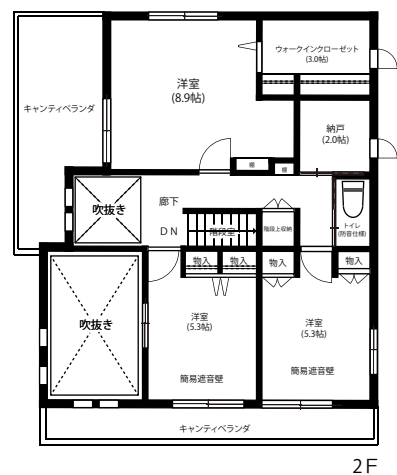 ウォークインクローゼット
(3.0帖)
洋室
(8.9帖)
キャンティベランダ
納戸
(2.0帖)
棚
棚
吹抜き
廊下
DN
階段室
階段上収納
トイレ
(防音仕様)
物入
物入
物入
物入
吹抜き
洋室
(5.3帖)
洋室
(5.3帖)
簡易遮音壁
簡易遮音壁
キャンティベランダ
2F